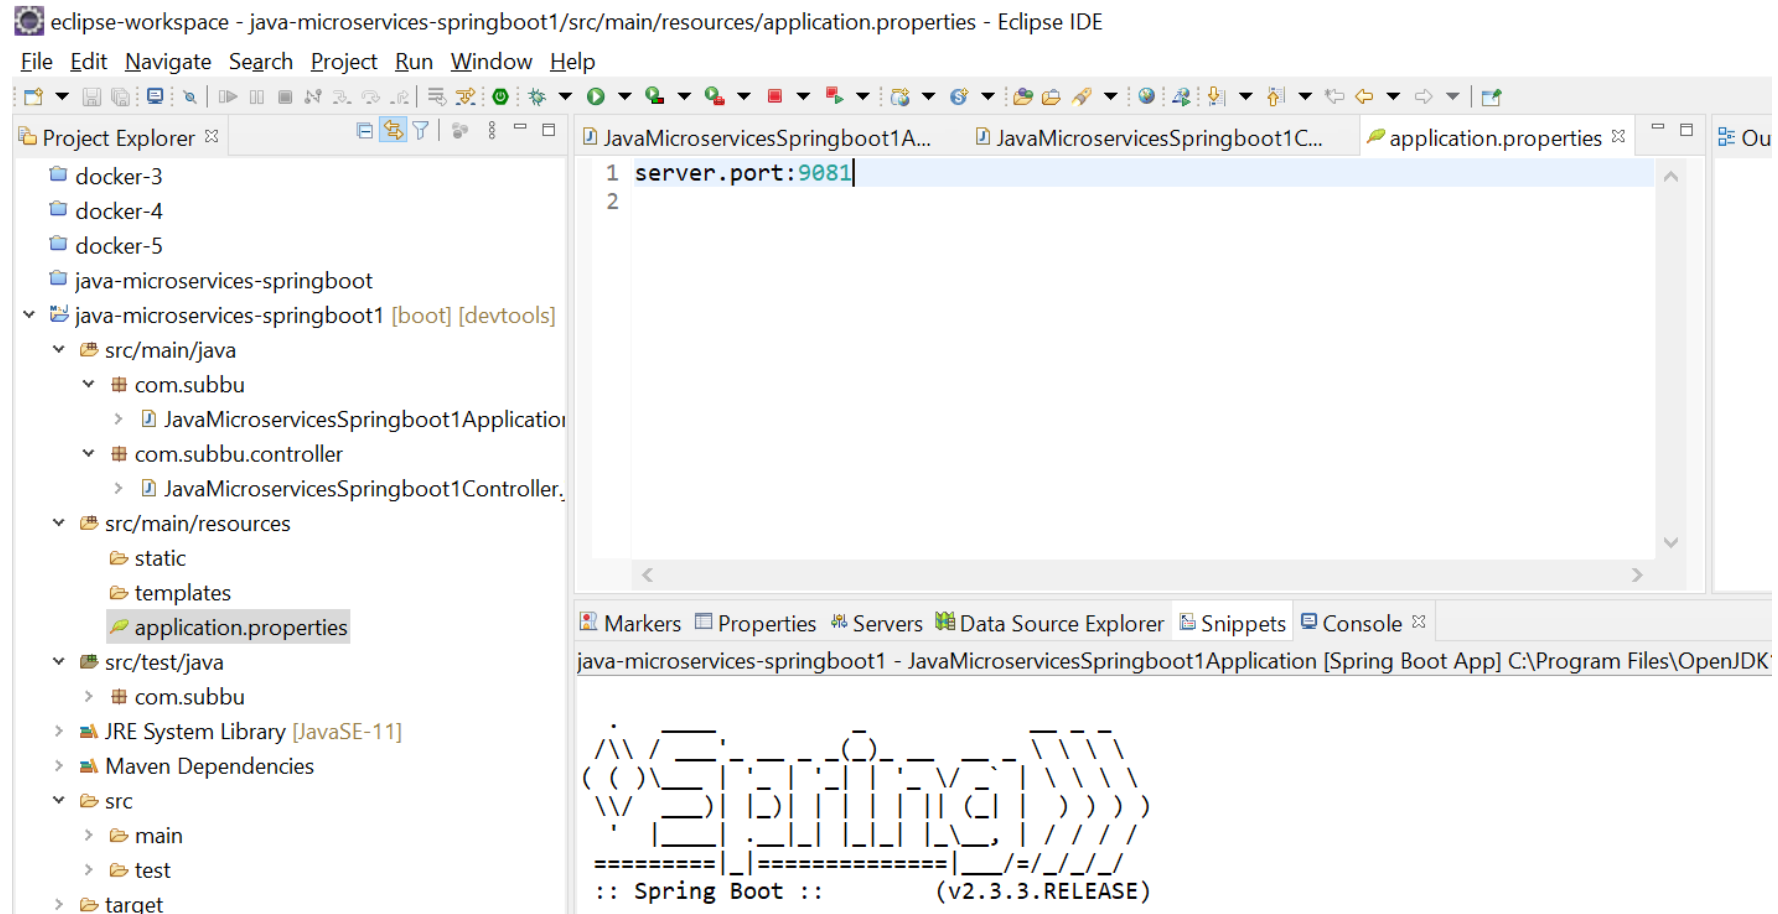 eclipse-workspace - java-microservices-springboot1/src/main/resources/application.properties - Eclipse IDE
File Edit Navigate Search Project Run Window Help
Project Explorer
docker-3
docker-4
docker-5
java-microservices-springboot
java-microservices-springboot1 [boot] [devtools]
src/main/java
com.subbu
JavaMicroservicesSpringboot1Application
com.subbu.controller
JavaMicroservicesSpringboot1Controller.
src/main/resources
static
templates
application.properties
src/test/java
com.subbu
JRE System Library [JavaSE-11]
Maven Dependencies
src
main
test
target
JavaMicroservicesSpringboot1A... JavaMicroservicesSpringboot1C... application.properties
1 server.port:9081
2
Ou
Markers Properties Servers Data Source Explorer Snippets Console
java-microservices-springboot1 - JavaMicroservicesSpringboot1Application [Spring Boot App] C:\Program Files\OpenJDK
Spring
:: Spring Boot :: (v2.3.3.RELEASE)